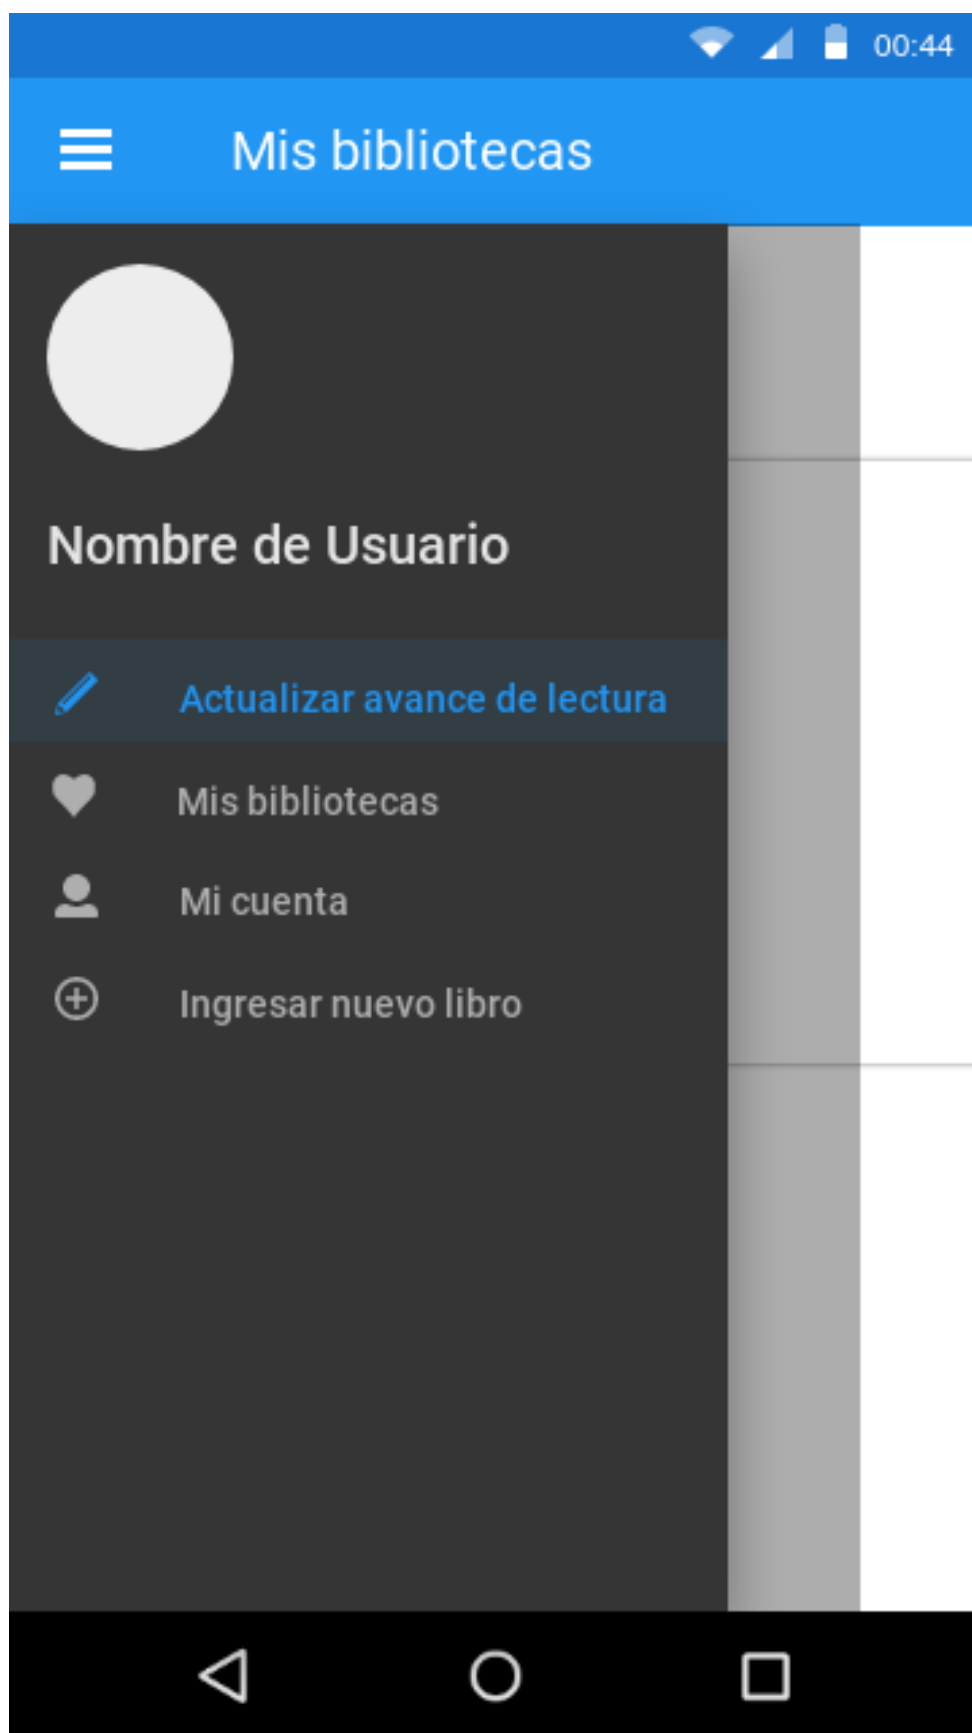 00:44
Mis bibliotecas
Nombre de Usuario
Actualizar avance de lectura
Mis bibliotecas
Mi cuenta
Ingresar nuevo libro